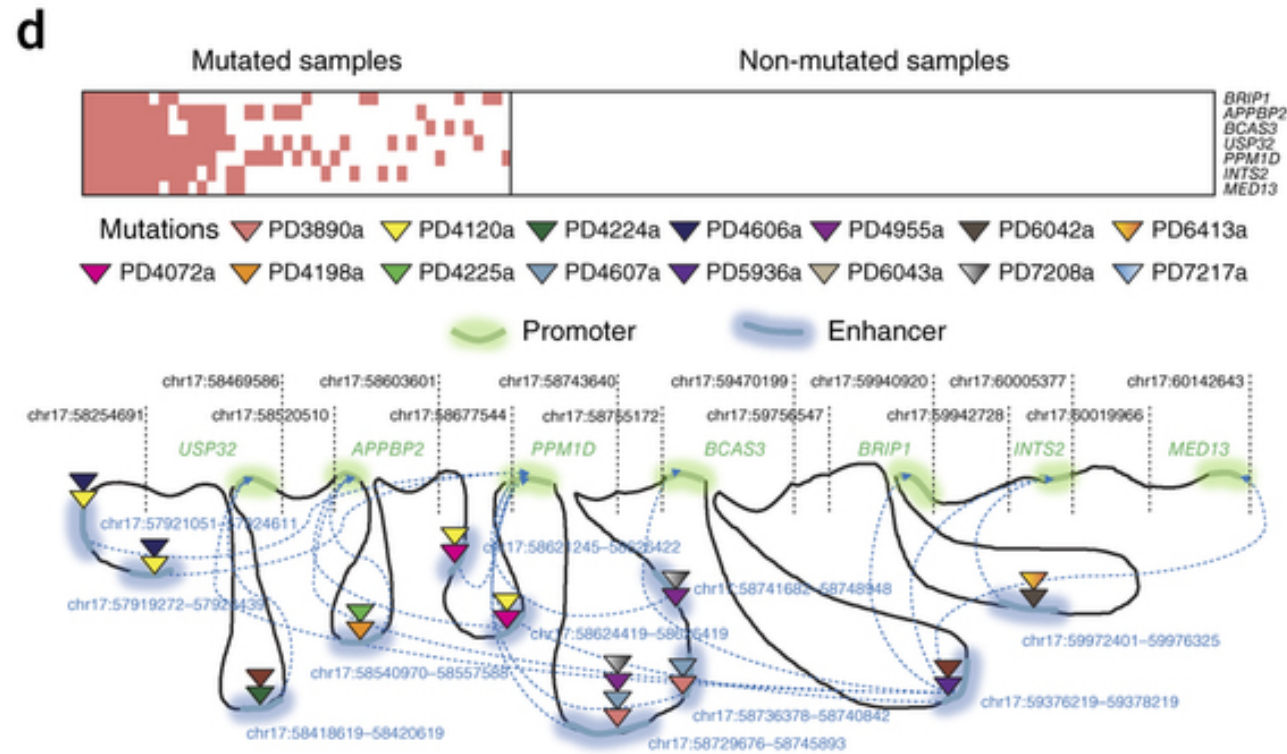 d
Mutated samples Non-mutated samples
BRIP1
APPBP2
BCAS3
USP32
PPM1D
INTS2
MED13
Mutations PD3890a PD4120a PD4224a PD4606a PD4955a PD6042a PD6413a
PD4072a PD4198a PD4225a PD4607a PD5936a PD6043a PD7208a PD7217a
Promoter Enhancer
chr17:58469586 chr17:58603601 chr17:58743640 chr17:59470199 chr17:59940920 chr17:60005377 chr17:60142643
chr17:58254691 chr17:58520510 chr17:58677544 chr17:58755172 chr17:59756547 chr17:59942728 chr17:60019966
USP32 APPBP2 PPM1D BCAS3 BRIP1 INTS2 MED13
chr17:57921051–57924611
chr17:58621245–58626422
chr17:58741682–58748948
chr17:58624419–58626419
chr17:59972401–59976325
chr17:58540970–58557588
chr17:59376219–59378219
chr17:58736378–58740842
chr17:58418619–58420619
chr17:58729676–58745893